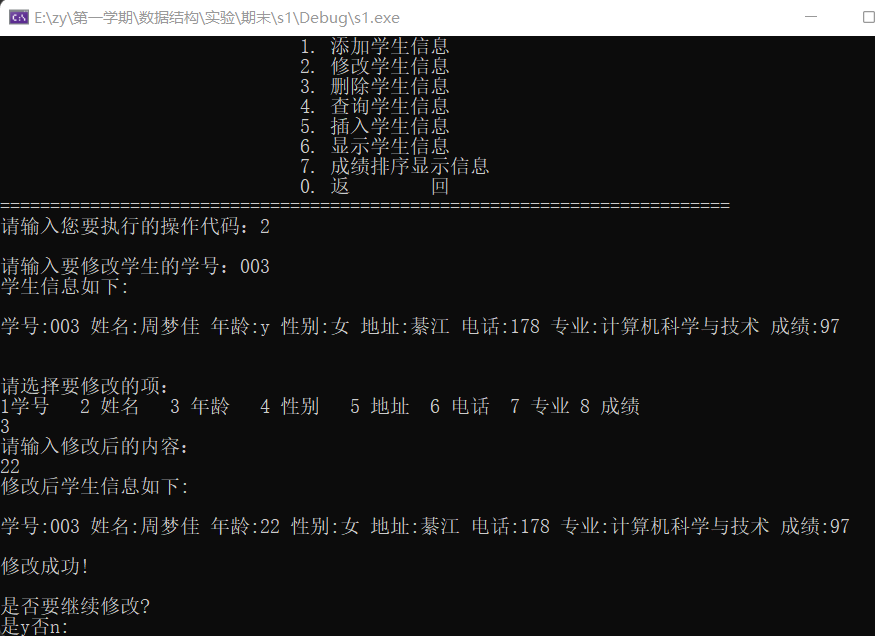 E:\zy\第一学期\数据结构\实验\期末\s1\Debug\s1.exe
1. 添加学生信息
2. 修改学生信息
3. 删除学生信息
4. 查询学生信息
5. 插入学生信息
6. 显示学生信息
7. 成绩排序显示信息
0. 返 回
=========================================================================
请输入您要执行的操作代码：2
请输入要修改学生的学号：003
学生信息如下:
学号:003 姓名:周梦佳 年龄:y 性别:女 地址:綦江 电话:178 专业:计算机科学与技术 成绩:97
请选择要修改的项：
1学号 2 姓名 3 年龄 4 性别 5 地址 6 电话 7 专业 8 成绩
3
请输入修改后的内容：
22
修改后学生信息如下:
学号:003 姓名:周梦佳 年龄:22 性别:女 地址:綦江 电话:178 专业:计算机科学与技术 成绩:97
修改成功!
是否要继续修改?
是y否n: